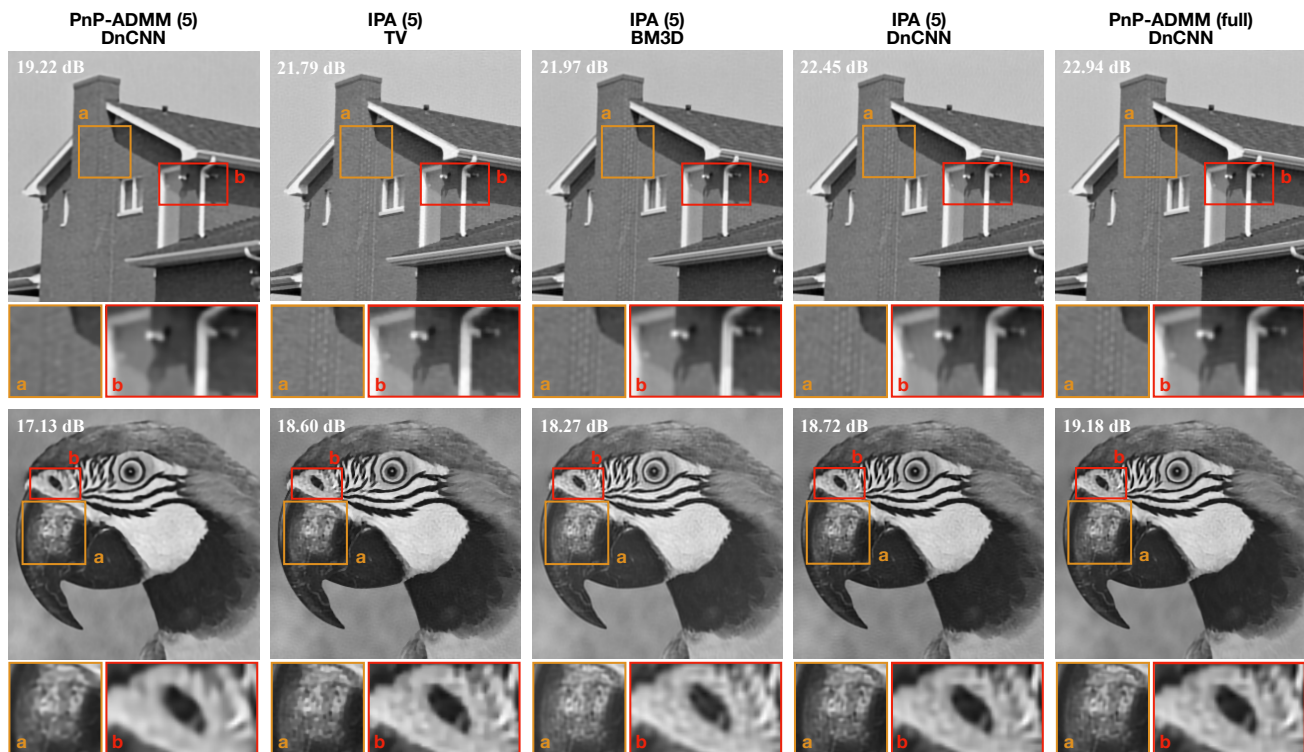 PnP-ADMM (5)
DnCNN
IPA (5)
TV
IPA (5)
BM3D
IPA (5)
DnCNN
PnP-ADMM (full)
DnCNN
19.22 dB
21.79 dB
21.97 dB
22.45 dB
22.94 dB
a
a
a
a
a
b
b
b
b
b
a
b
a
b
a
b
a
b
a
b
17.13 dB
18.60 dB
18.27 dB
18.72 dB
19.18 dB
b
b
b
b
b
a
a
a
a
a
a
b
a
b
a
b
a
b
a
b